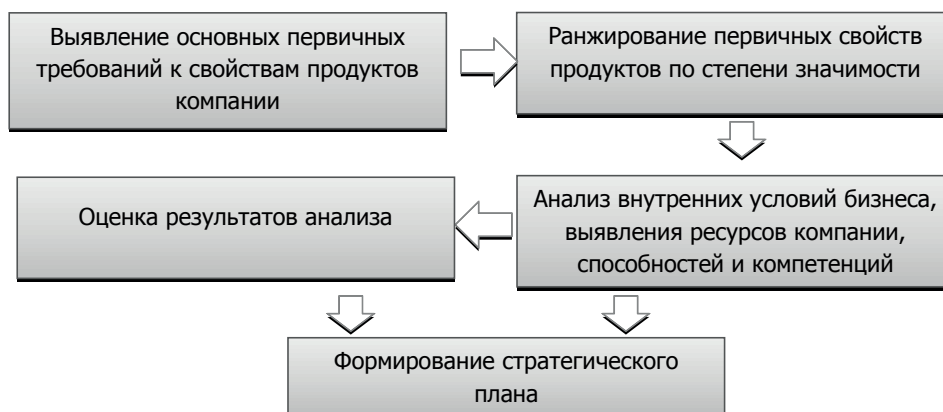 Выявление основных первичных
требований к свойствам продуктов
компании
Ранжирование первичных свойств
продуктов по степени значимости
Анализ внутренних условий бизнеса,
выявления ресурсов компании,
способностей и компетенций
Оценка результатов анализа
Формирование стратегического
плана